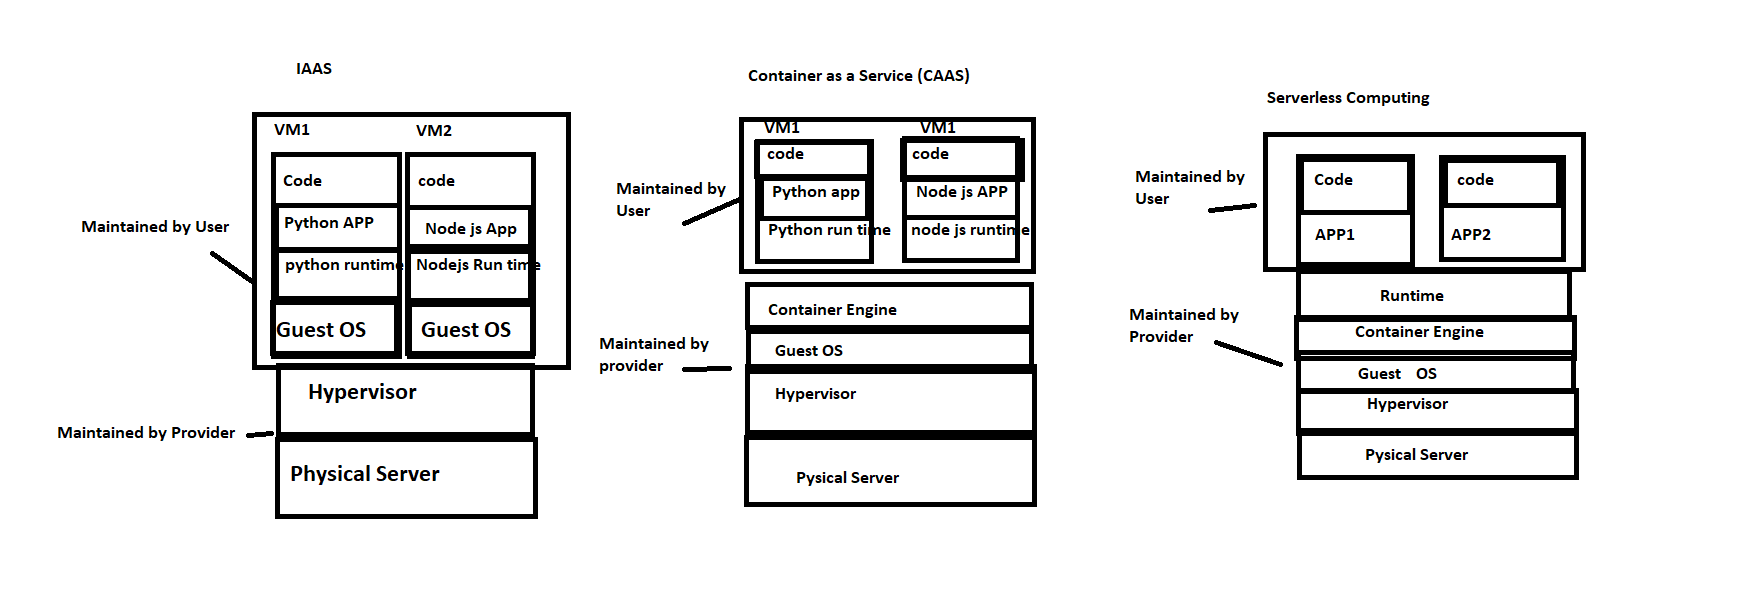 IAAS
VM1
VM2
Code
code
Python APP
Node js App
python runtime
Nodejs Run time
Guest OS
Guest OS
Hypervisor
Physical Server
Maintained by User
Maintained by Provider
Container as a Service (CAAS)
VM1
VM1
code
code
Python app
Node js APP
Python run time
node js runtime
Container Engine
Guest OS
Hypervisor
Pysical Server
Maintained by
User
Maintained by
provider
Serverless Computing
Code
code
APP1
APP2
Runtime
Container Engine
Guest OS
Hypervisor
Pysical Server
Maintained by
User
Maintained by
Provider